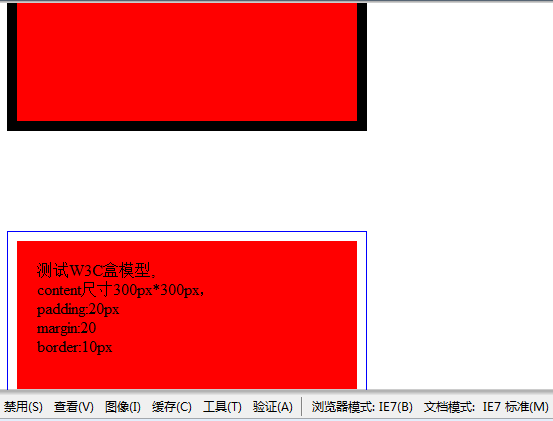 测试W3C盒模型。
content尺寸300px*300px,
padding:20px
margin:20
border:10px
禁用(S) 查看(V) 图像(I) 缓存(C) 工具(T) 验证(A) 浏览器模式: IE7(B) 文档模式: IE7 标准(M)